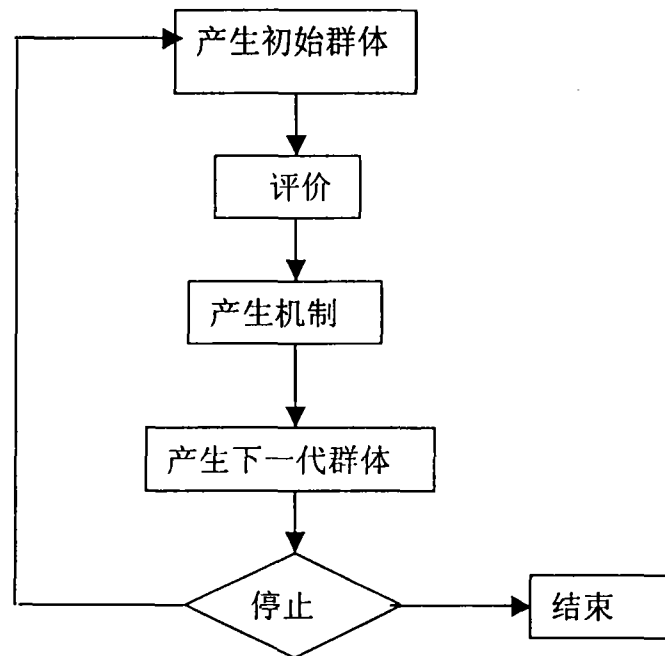 产生初始群体
评价
产生机制
产生下一代群体
停止
结束